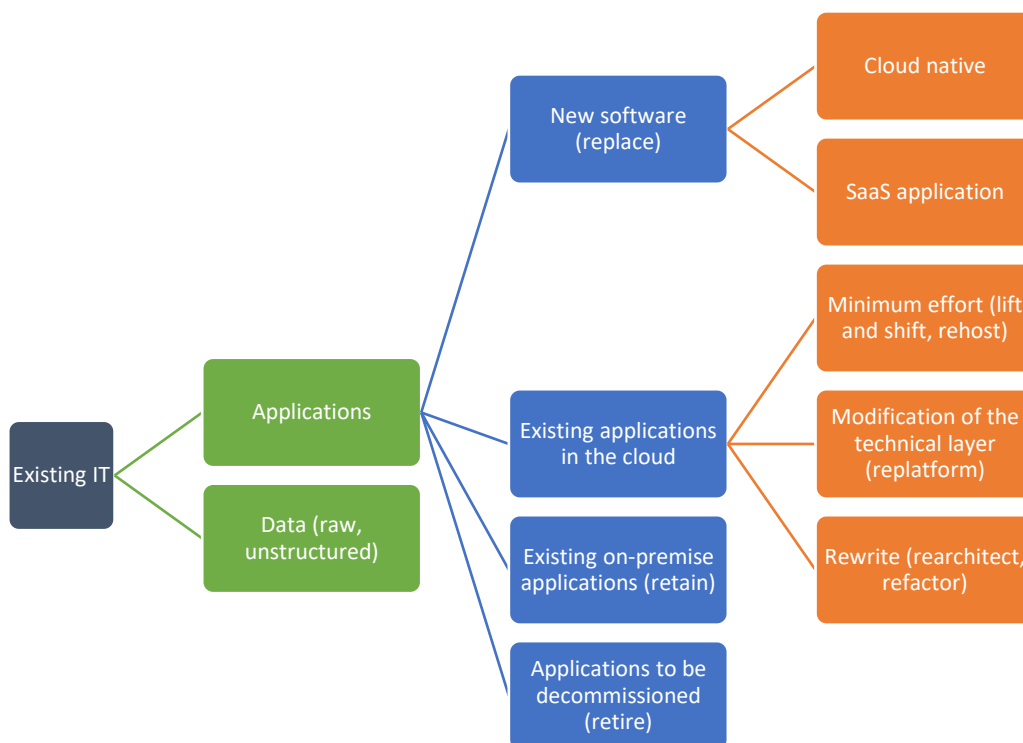 Cloud native
New software
(replace)
SaaS application
Minimum effort (lift
and shift, rehost)
Applications
Existing applications
in the cloud
Modification of the
technical layer
(replatform)
Existing IT
Data (raw,
unstructured)
Existing on-premise
applications (retain)
Rewrite (rearchitect,
refactor)
Applications to be
decommissioned
(retire)